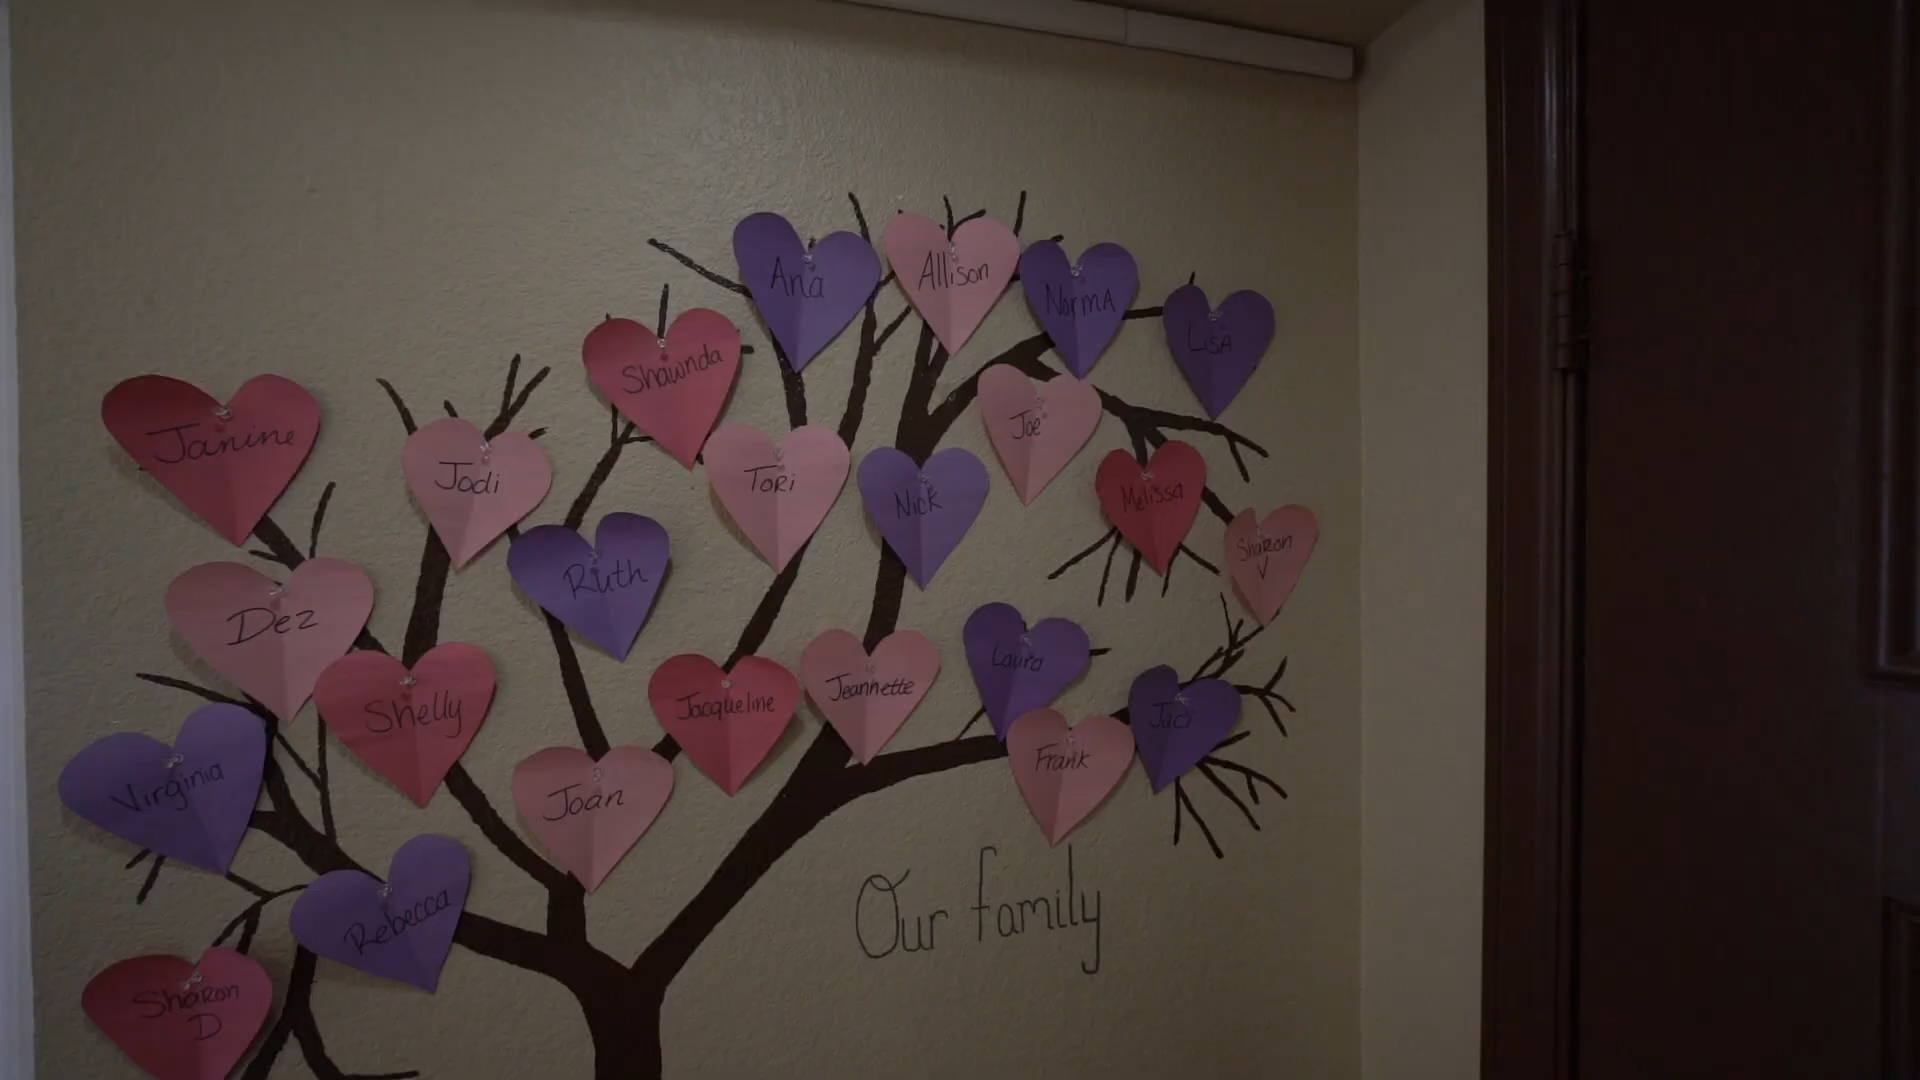 Ana
Allison
NormA
LiSA
Shawnda
Janine
Jodi
ToRi
Nick
Joe
Melissa
ShaRon
V
Ruth
Dez
Shelly
Jacqueline
Jeannette
Laura
Jaci
Frank
Virginia
Joan
Rebecca
ShaRon
D
Our family